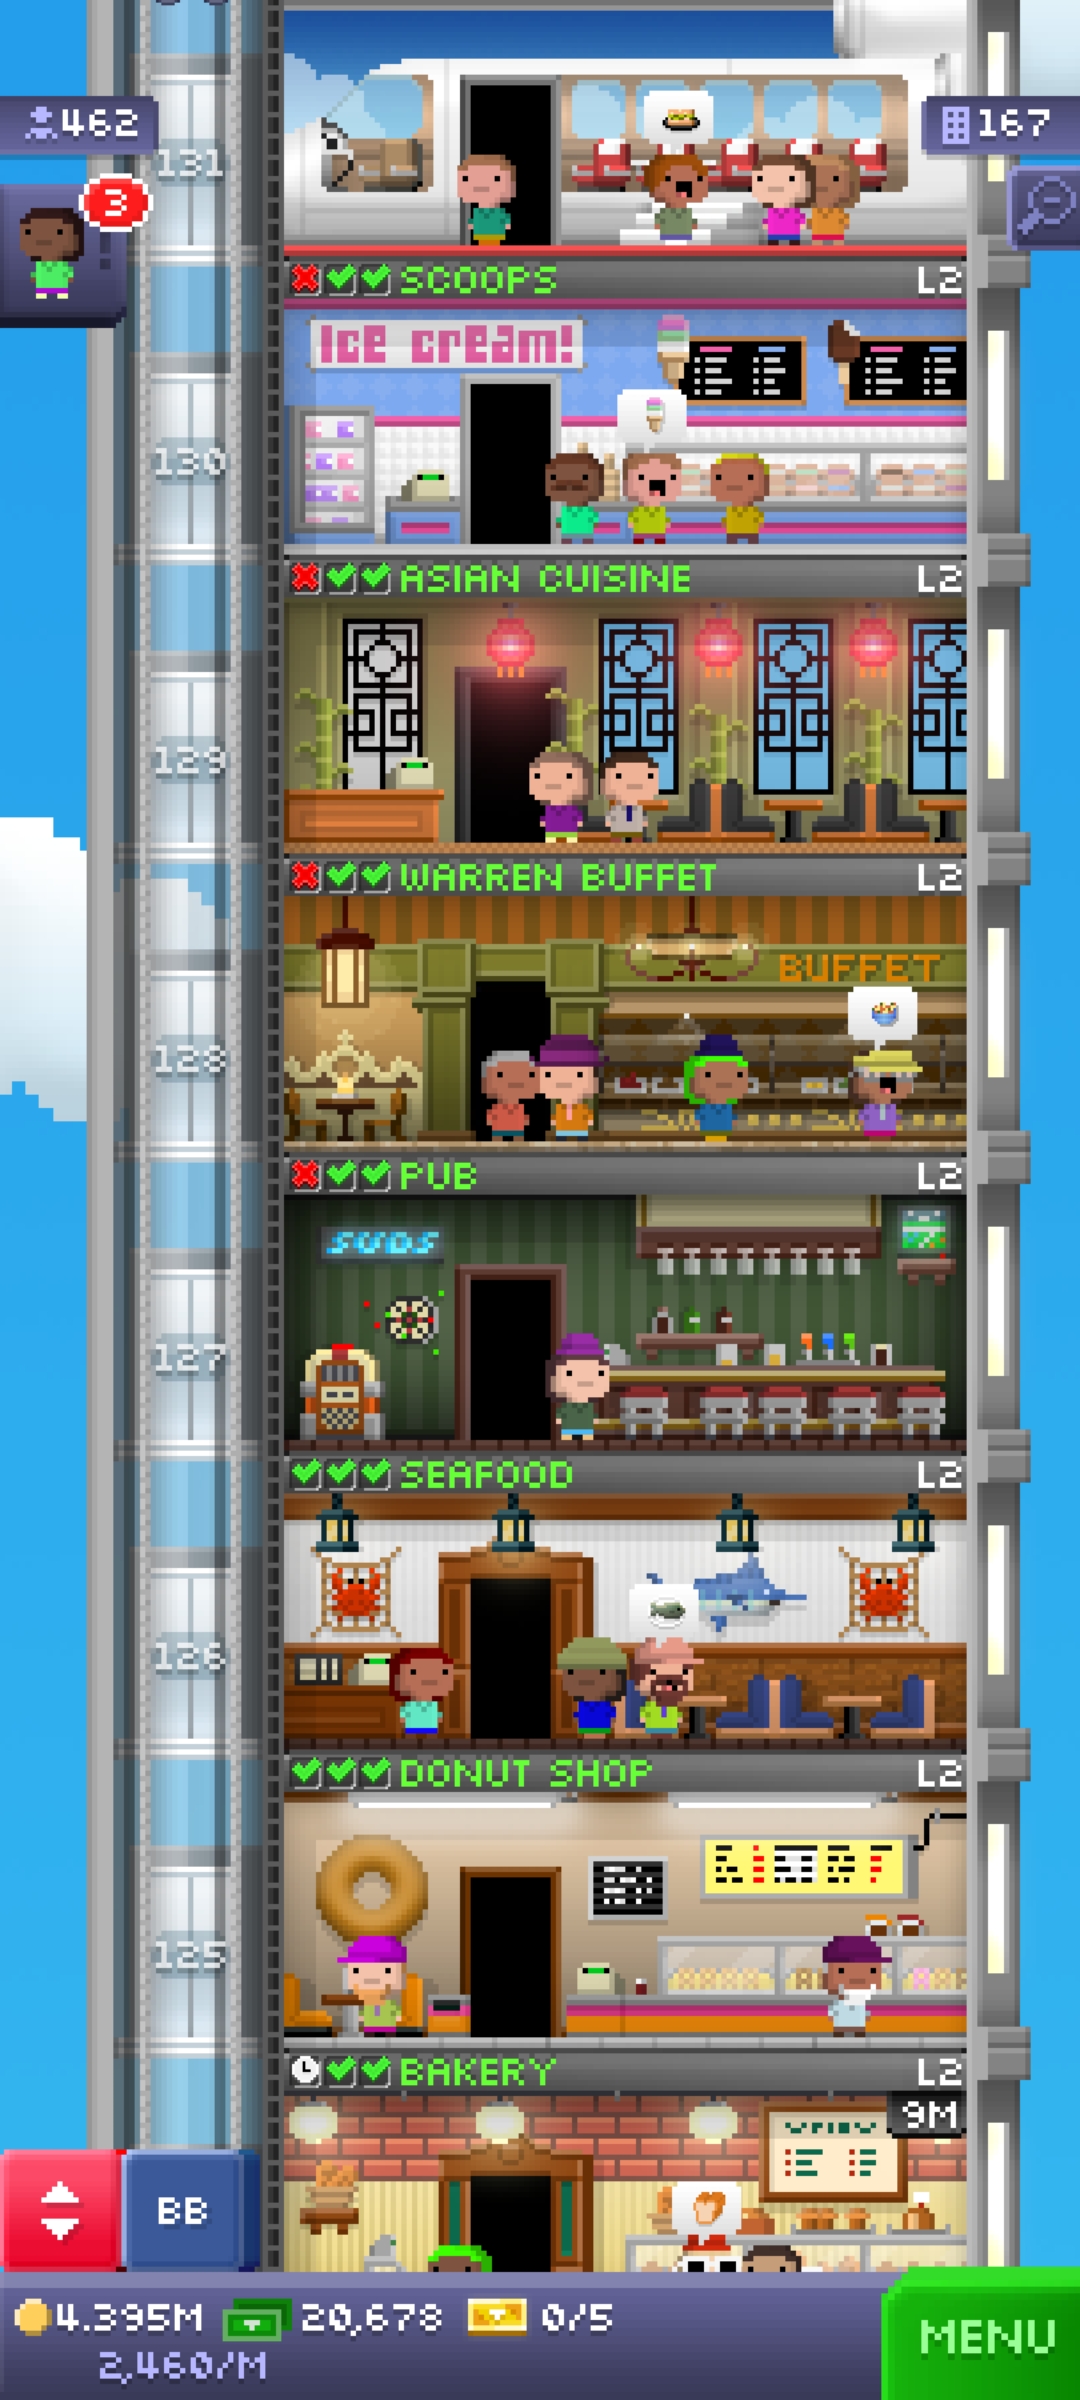 462
167
3
131
SCOOPS L2
Ice cream!
130
ASIAN CUISINE L2
129
WARREN BUFFET L2
BUFFET
128
PUB L2
SUDS
127
SEAFOOD L2
126
DONUT SHOP L2
125
BAKERY L2
9M
BB
4.395M 20,678 0/5
2,460/M
MENU